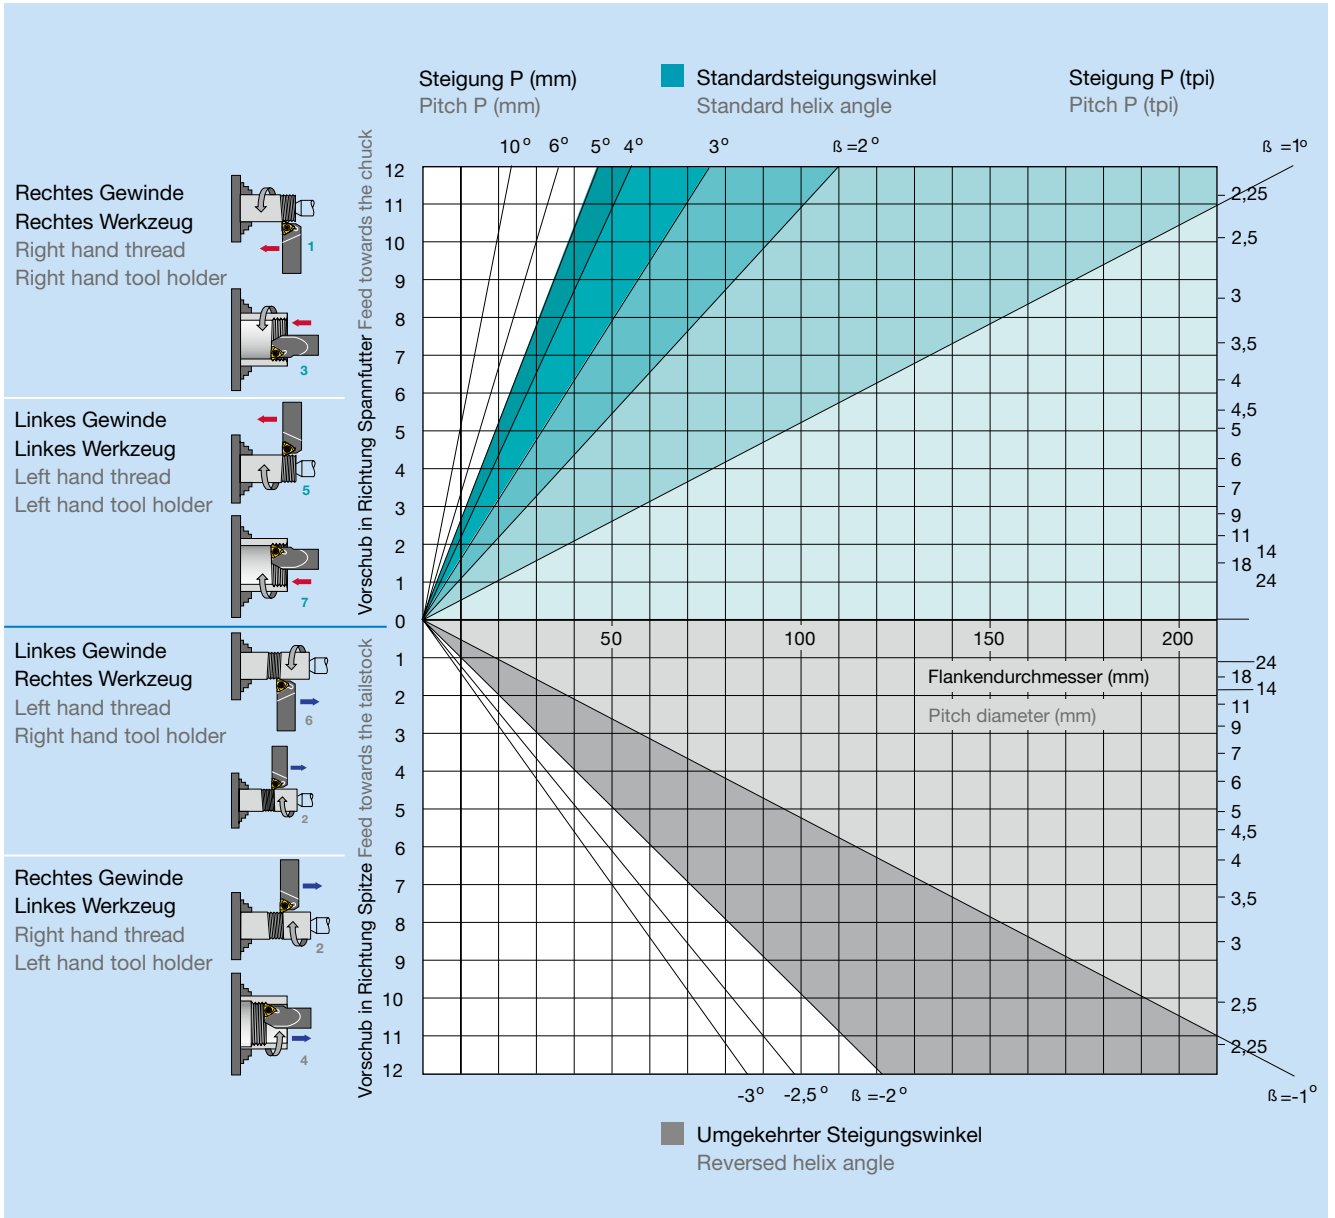 Steigung P (mm)
Pitch P (mm)
Standardsteigungswinkel
Standard helix angle
Steigung P (tpi)
Pitch P (tpi)
10° 6° 5° 4° 3° ß =2° ß =1°
Rechtes Gewinde
Rechtes Werkzeug
Right hand thread
Right hand tool holder
1
3
Linkes Gewinde
Linkes Werkzeug
Left hand thread
Left hand tool holder
5
7
Linkes Gewinde
Rechtes Werkzeug
Left hand thread
Right hand tool holder
6
2
Rechtes Gewinde
Linkes Werkzeug
Right hand thread
Left hand tool holder
2
4
Vorschub in Richtung Spannfutter Feed towards the chuck
Vorschub in Richtung Spitze Feed towards the tailstock
12
11
10
9
8
7
6
5
4
3
2
1
0
1
2
3
4
5
6
7
8
9
10
11
12
50 100 150 200
Flankendurchmesser (mm)
Pitch diameter (mm)
2,25
2,5
3
3,5
4
4,5
5
6
7
9
11
14
18
24
24
18
14
11
9
7
6
5
4,5
4
3,5
3
2,5
2,25
-3° -2,5° ß =-2° ß =-1°
Umgekehrter Steigungswinkel
Reversed helix angle